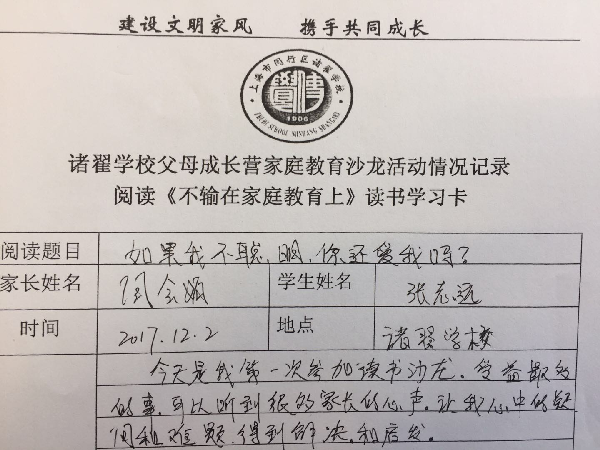 建设文明家风 携手共同成长
上海市闵行区诸翟学校
1906
诸翟学校父母成长营家庭教育沙龙活动情况记录
阅读《不输在家庭教育上》读书学习卡
阅读题目 如果我不聪明,你还爱我吗?
家长姓名 学生姓名 张志远
时间 2017.12.2 地点 诸翟学校
今天是我第一次参加读书沙龙。受益
的事,可以听到很多家长的心声,让我心中的疑
问和难题,得到解决,和启发。